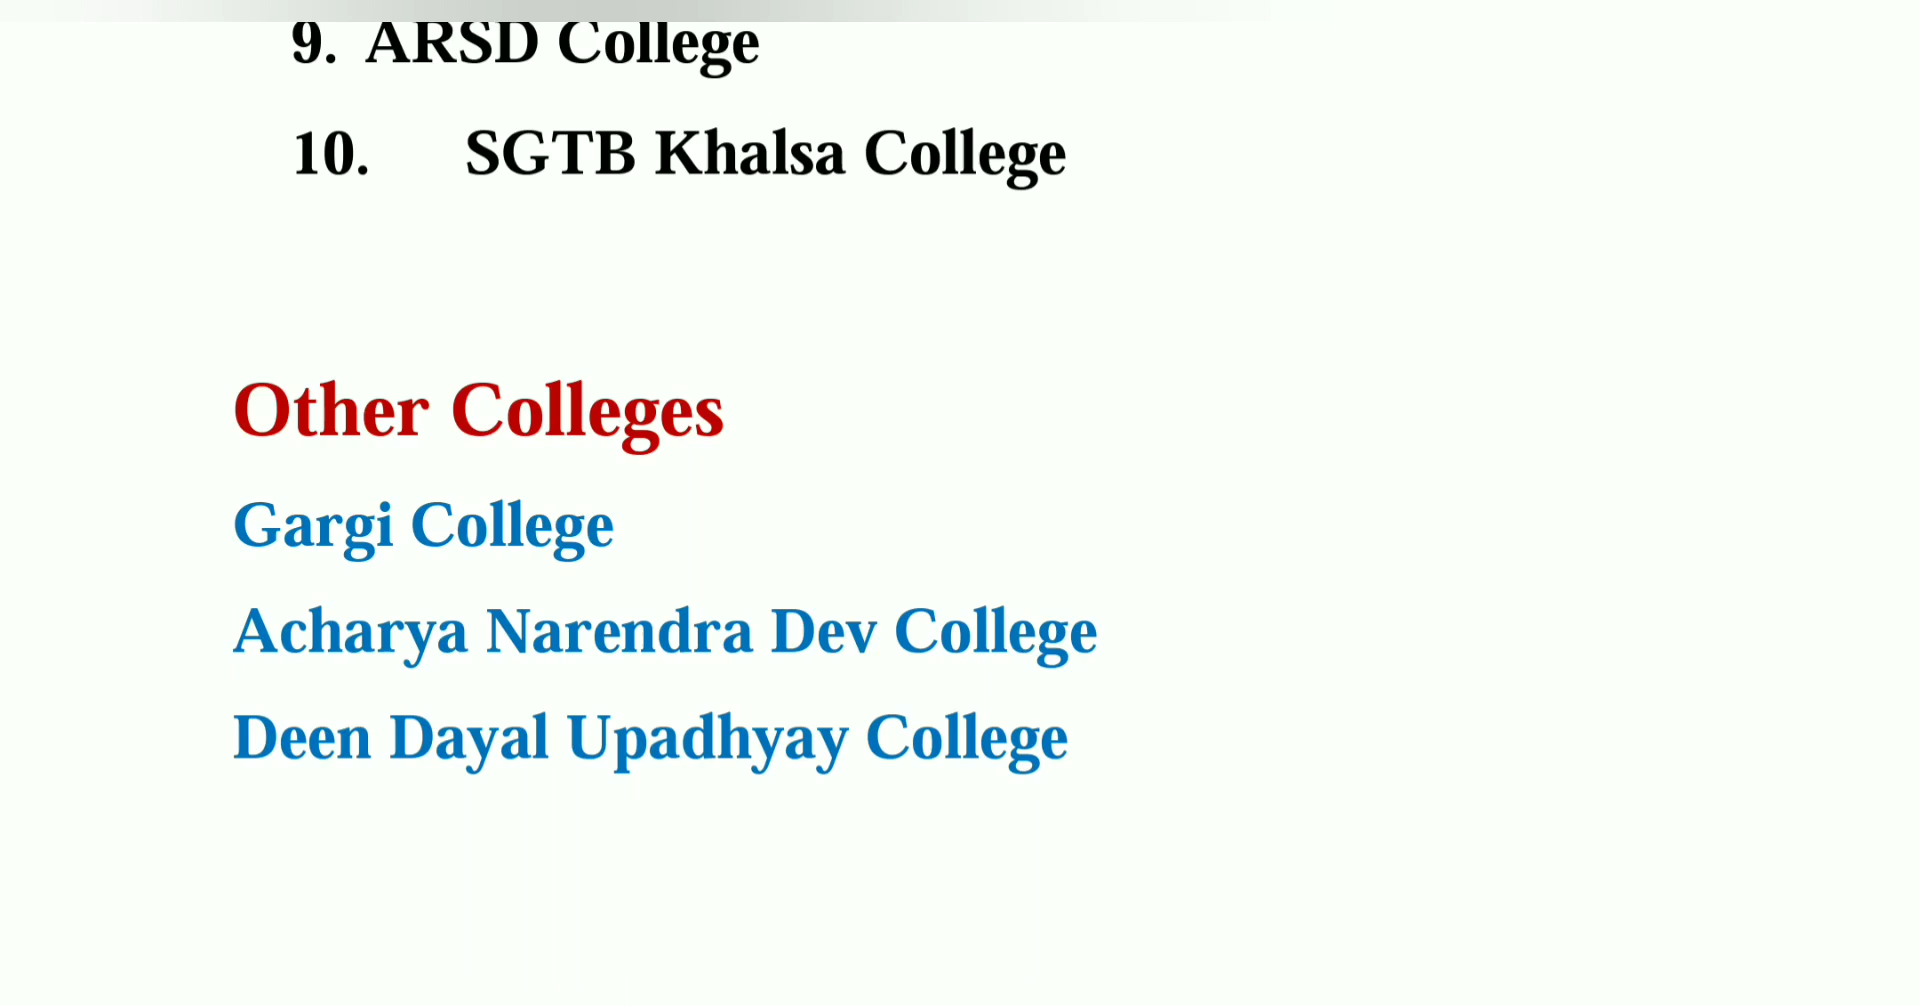 9. ARSD College
10. SGTB Khalsa College
Other Colleges
Gargi College
Acharya Narendra Dev College
Deen Dayal Upadhyay College